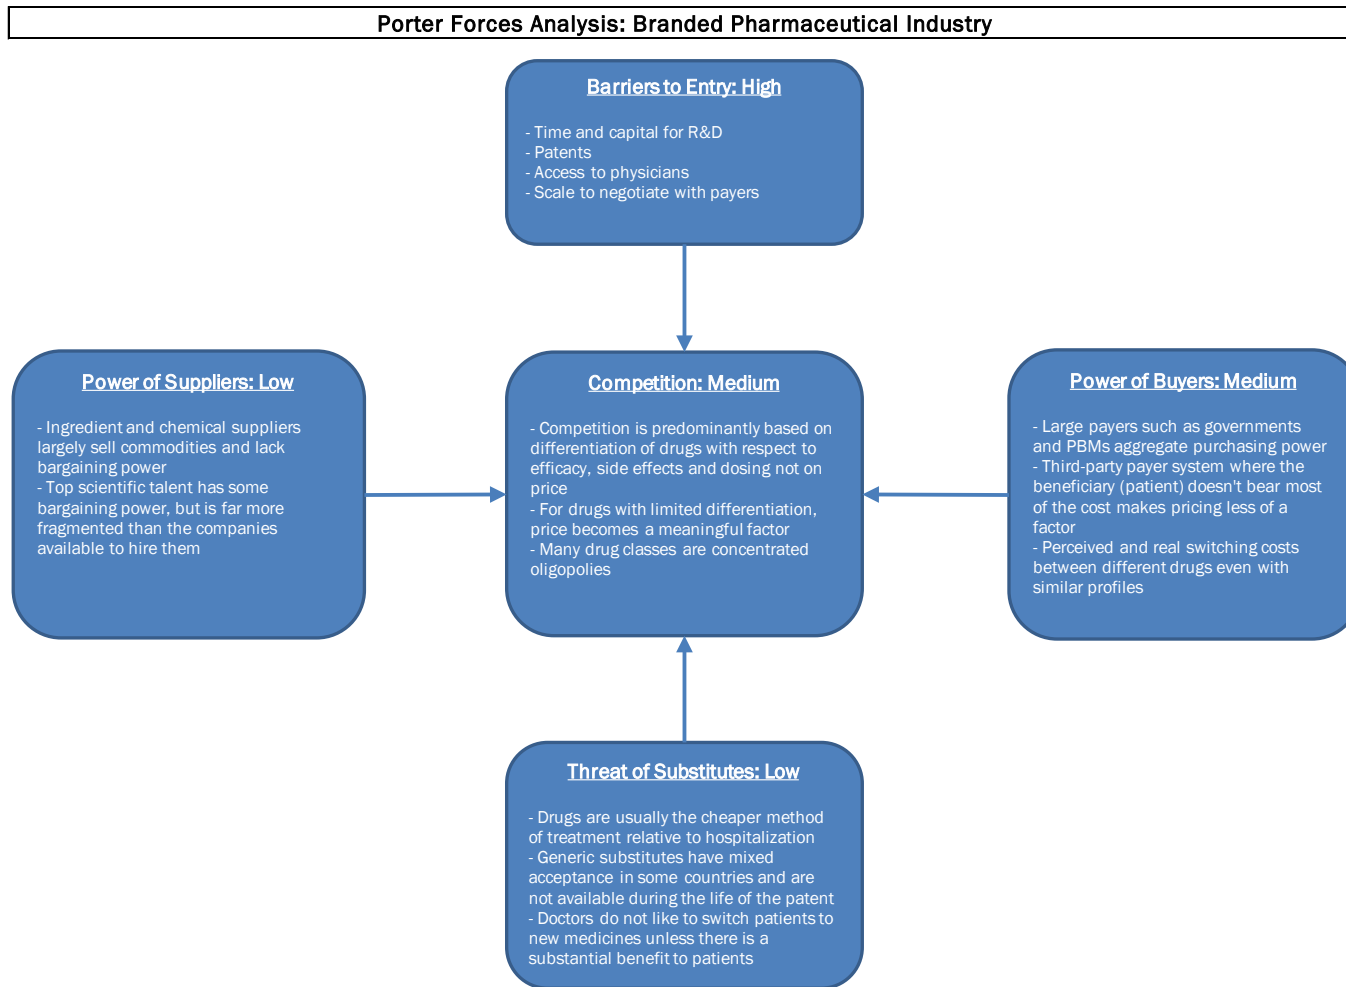 Porter Forces Analysis: Branded Pharmaceutical Industry
Barriers to Entry: High
- Time and capital for R&D
- Patents
- Access to physicians
- Scale to negotiate with payers
Power of Suppliers: Low
- Ingredient and chemical suppliers
largely sell commodities and lack
bargaining power
- Top scientific talent has some
bargaining power, but is far more
fragmented than the companies
available to hire them
Competition: Medium
- Competition is predominantly based on
differentiation of drugs with respect to
efficacy, side effects and dosing not on
price
- For drugs with limited differentiation,
price becomes a meaningful factor
- Many drug classes are concentrated
oligopolies
Power of Buyers: Medium
- Large payers such as governments
and PBMs aggregate purchasing power
- Third-party payer system where the
beneficiary (patient) doesn't bear most
of the cost makes pricing less of a
factor
- Perceived and real switching costs
between different drugs even with
similar profiles
Threat of Substitutes: Low
- Drugs are usually the cheaper method
of treatment relative to hospitalization
- Generic substitutes have mixed
acceptance in some countries and are
not available during the life of the patent
- Doctors do not like to switch patients to
new medicines unless there is a
substantial benefit to patients